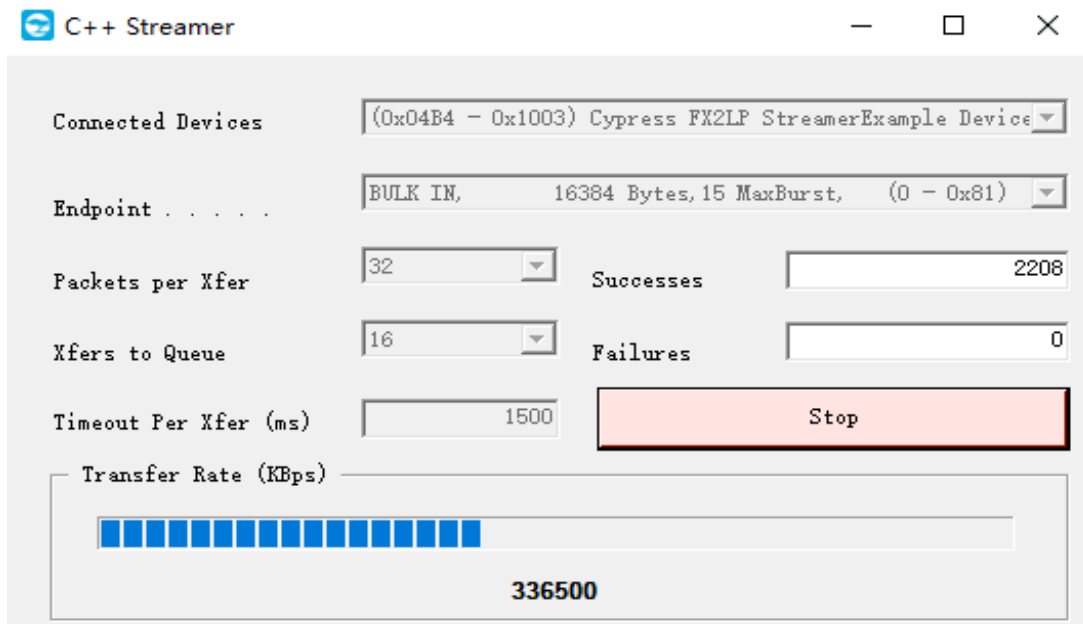 C++ Streamer
Connected Devices
(0x04B4 - 0x1003) Cypress FX2LP StreamerExample Device
Endpoint . . . . .
BULK IN, 16384 Bytes,15 MaxBurst, (0 - 0x81)
Packets per Xfer
32
Successes
2208
Xfers to Queue
16
Failures
0
Timeout Per Xfer (ms)
1500
Stop
Transfer Rate (KBps)
336500